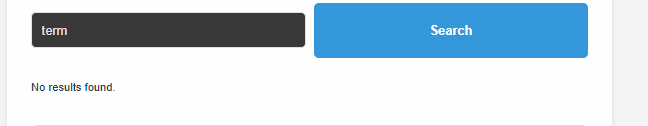 term
Search
No results found.